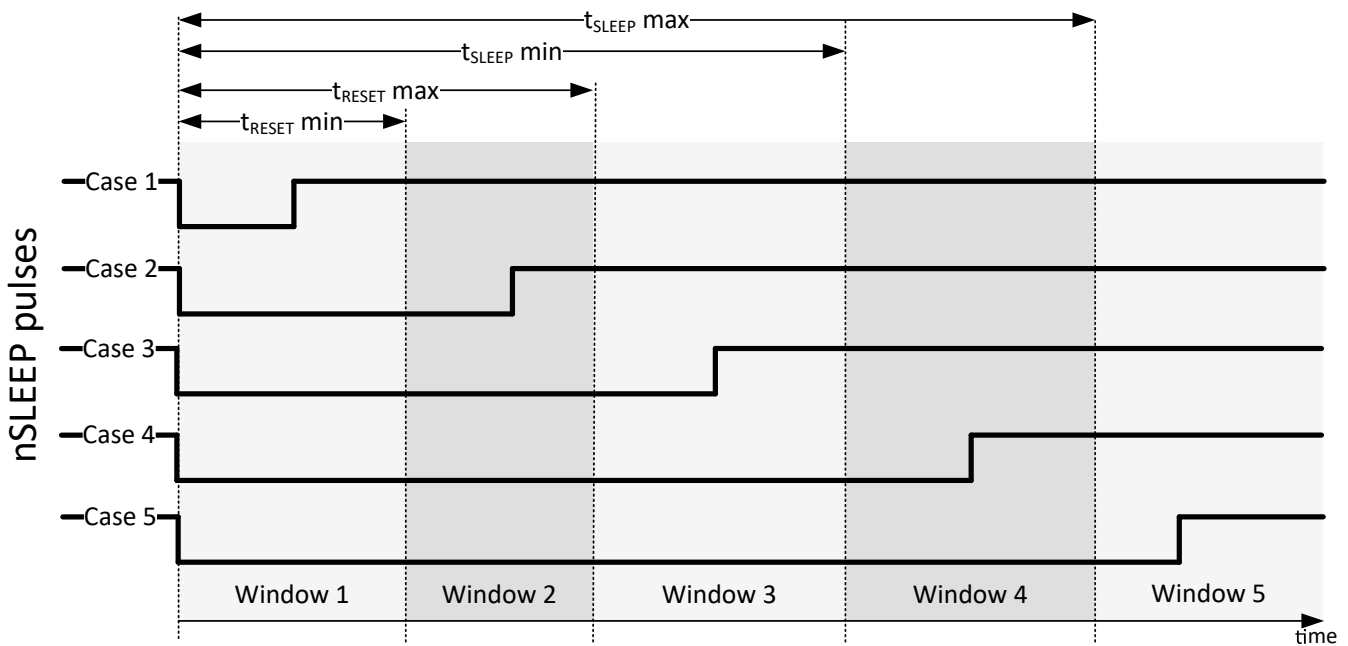 tSLEEP max
tSLEEP min
tRESET max
tRESET min
nSLEEP pulses
Case 1
Case 2
Case 3
Case 4
Case 5
Window 1 Window 2 Window 3 Window 4 Window 5
time